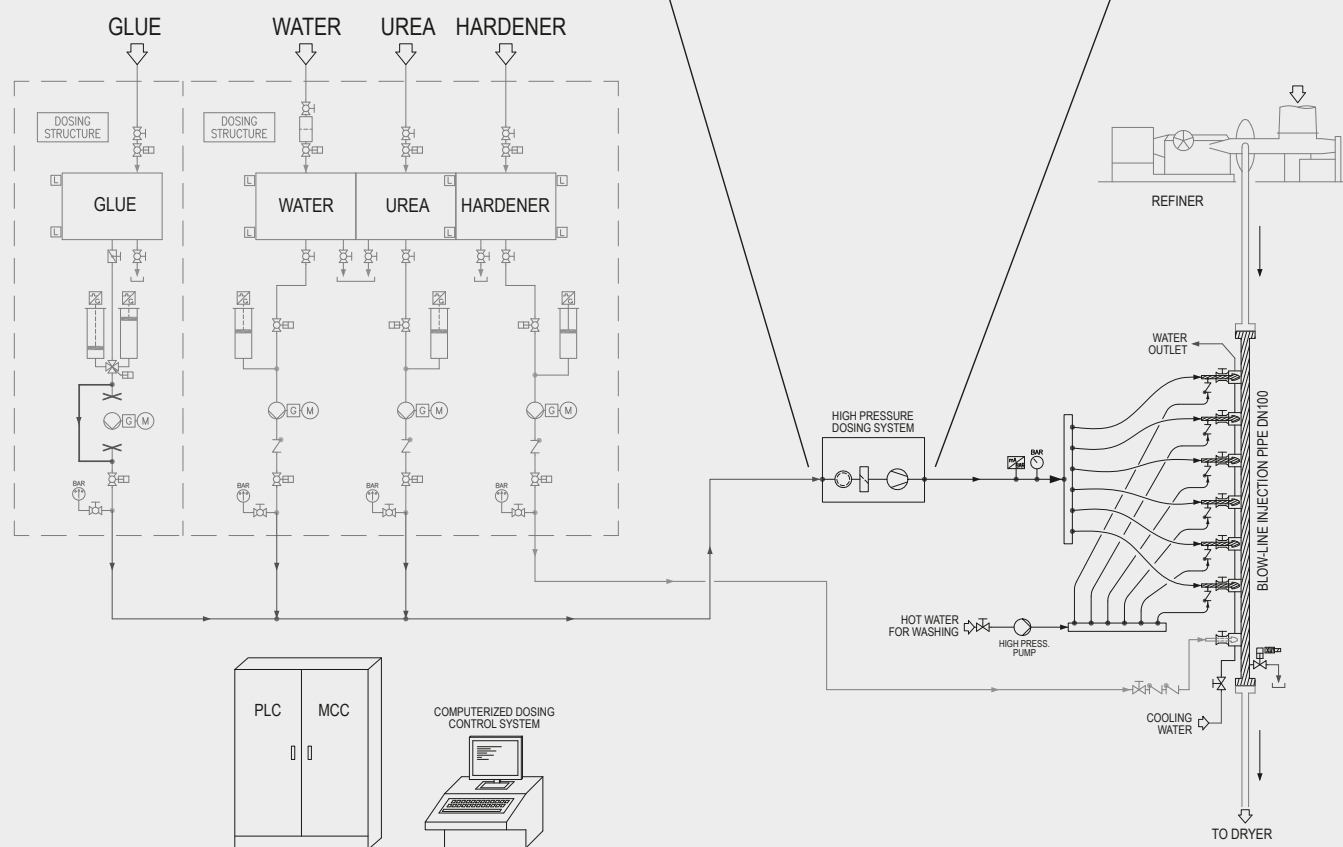 GLUE
WATER
UREA
HARDENER
DOSING
STRUCTURE
DOSING
STRUCTURE
L
L
L
L
L
L
L
L
GLUE
WATER
UREA
HARDENER
REFINER
WATER
OUTLET
G
M
G
M
G
M
G
M
BAR
BAR
BAR
BAR
HIGH PRESSURE
DOSING SYSTEM
mA
BAR
BAR
BLOW-LINE INJECTION PIPE DN100
HOT WATER
FOR WASHING
HIGH PRESS.
PUMP
COOLING
WATER
PLC
MCC
COMPUTERIZED DOSING
CONTROL SYSTEM
TO DRYER